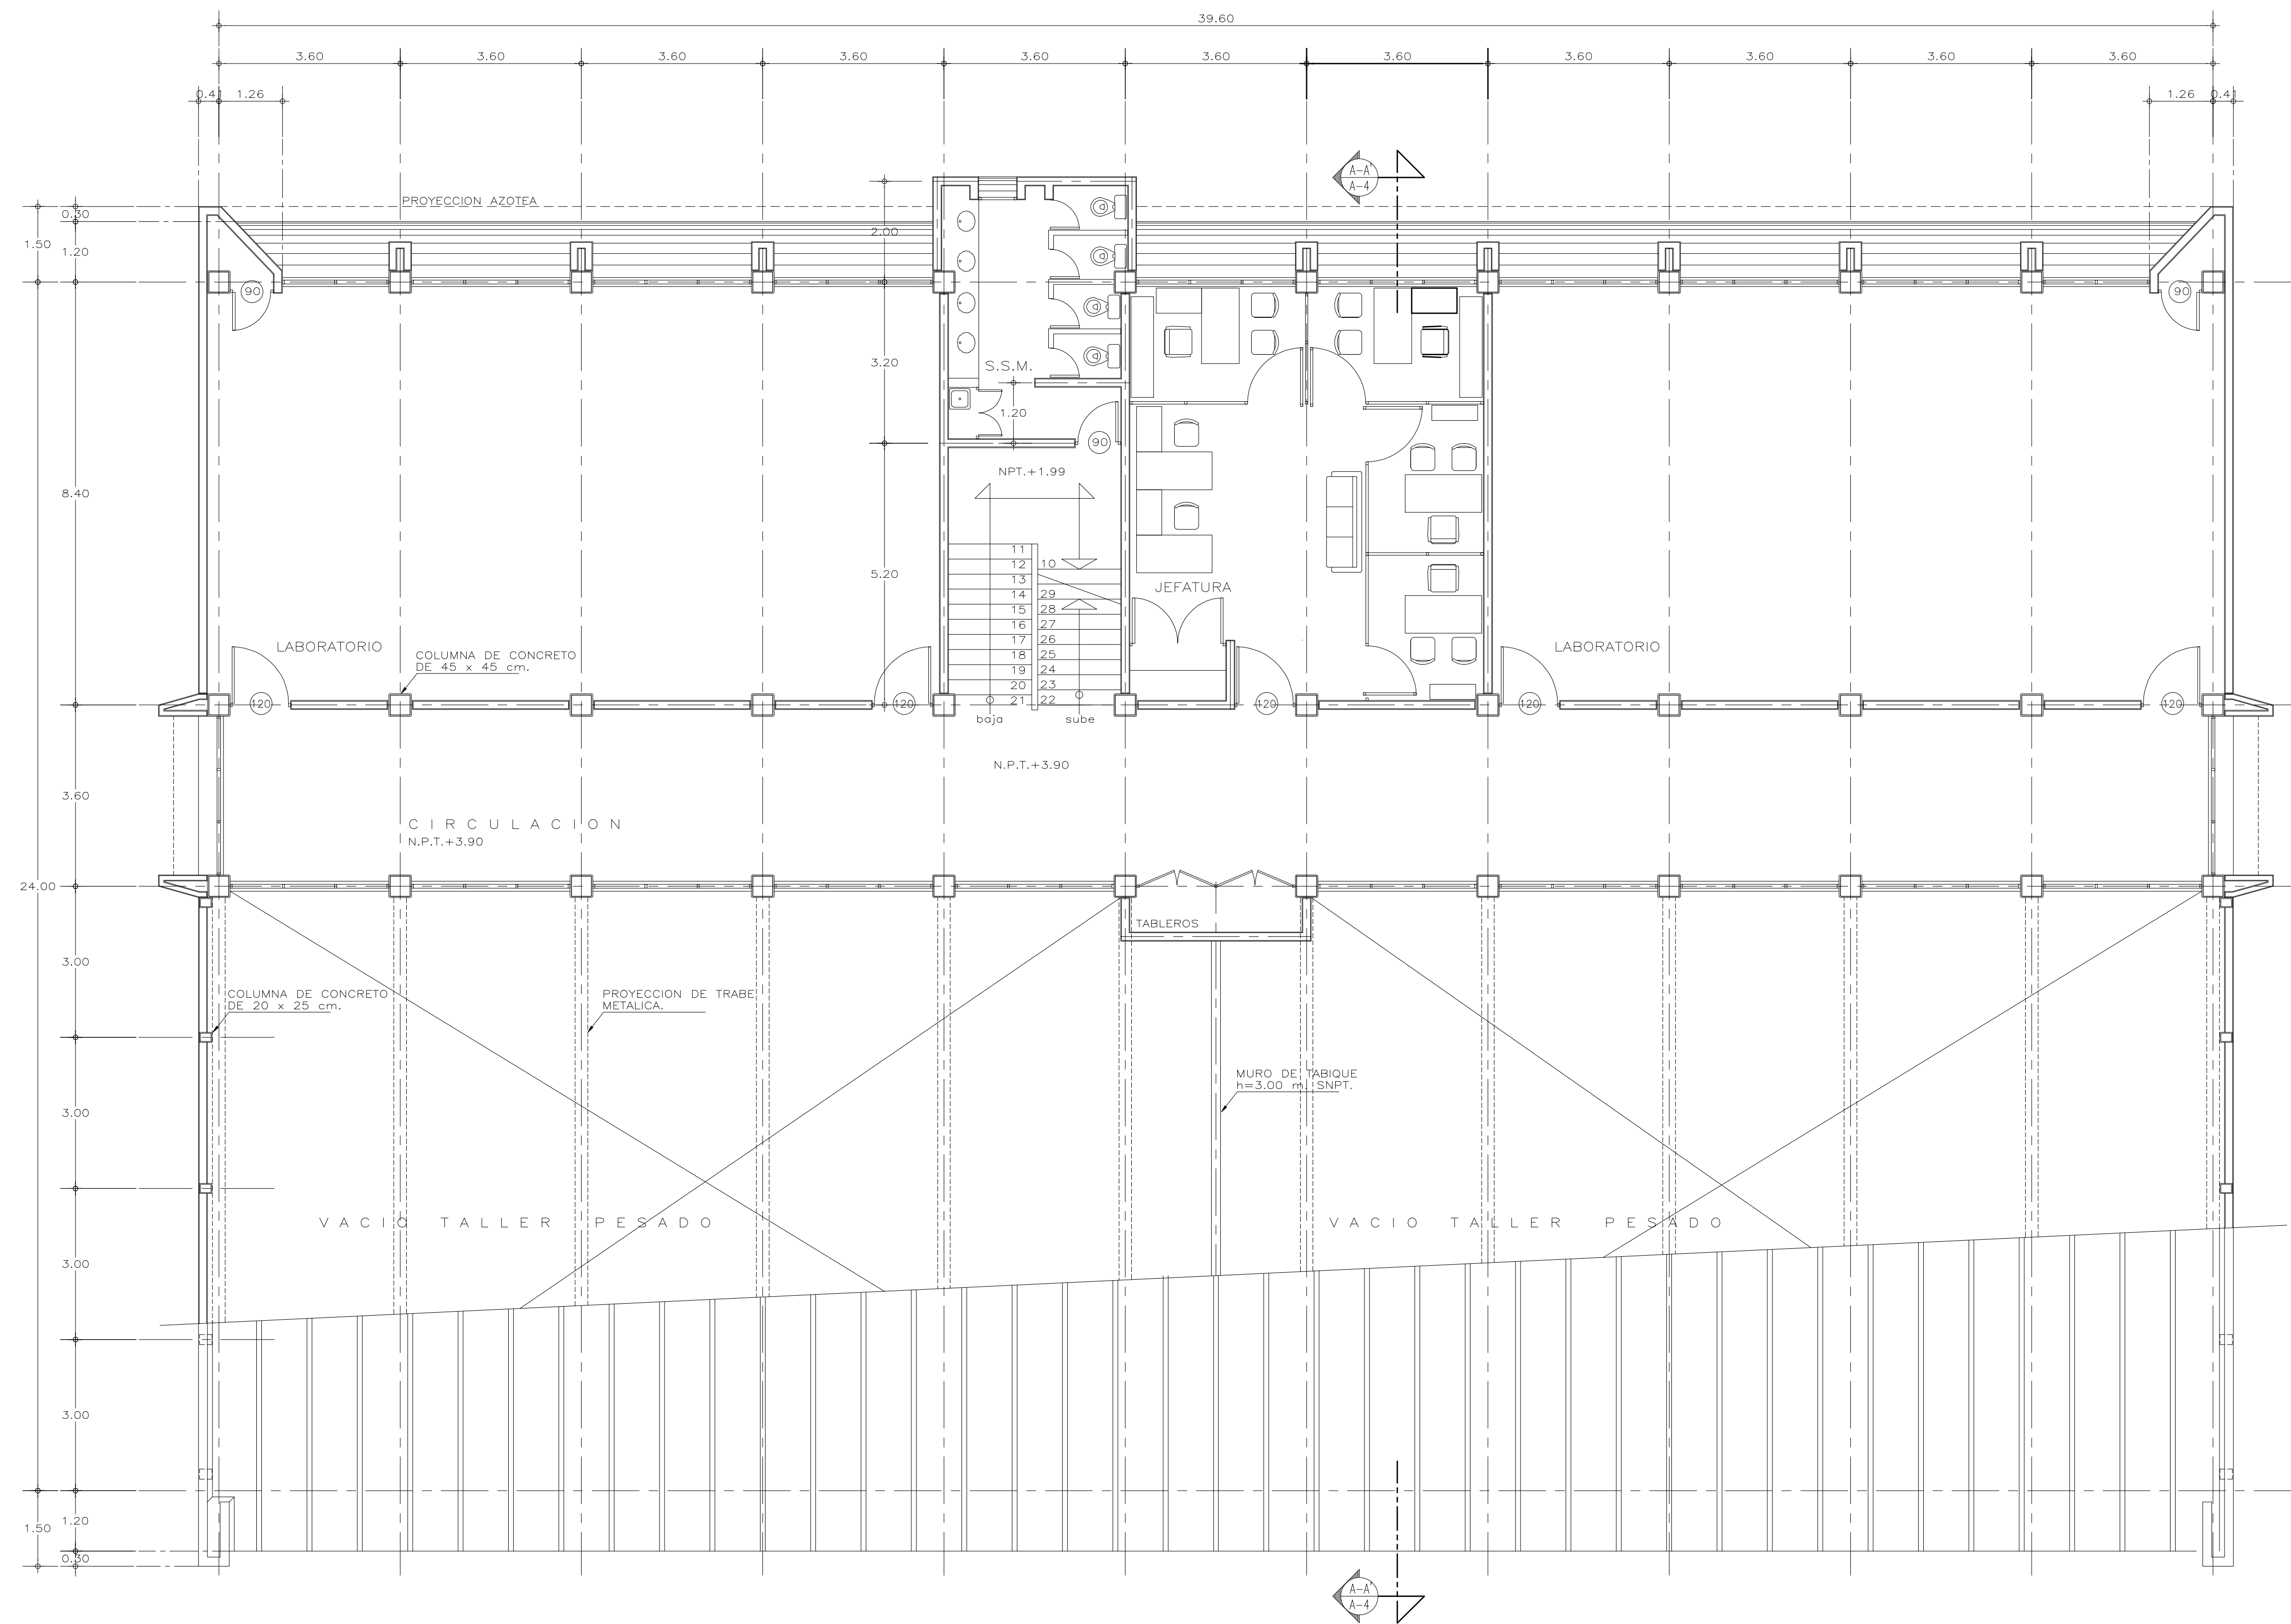 39.60
3.60 3.60 3.60 3.60 3.60 3.60 3.60 3.60 3.60 3.60 3.60
0.41 1.26
1.26 0.41
A-A'
A-4
PROYECCION AZOTEA
0.30
1.50
1.20
2.00
90
90
3.20
S.S.M.
1.20
90
NPT.+1.99
8.40
5.20
11
12
13
14
15
16
17
18
19
20
21
10
29
28
27
26
25
24
23
22
baja
sube
JEFATURA
LABORATORIO
COLUMNA DE CONCRETO
DE 45 x 45 cm.
LABORATORIO
120
120
120
120
120
N.P.T.+3.90
3.60
CIRCULACION
N.P.T.+3.90
24.00
TABLEROS
3.00
COLUMNA DE CONCRETO
DE 20 x 25 cm.
PROYECCION DE TRABE
METALICA.
MURO DE TABIQUE
h=3.00 m. SNPT.
3.00
VACIO TALLER PESADO
VACIO TALLER PESADO
3.00
3.00
1.50
1.20
0.30
A-A'
A-4